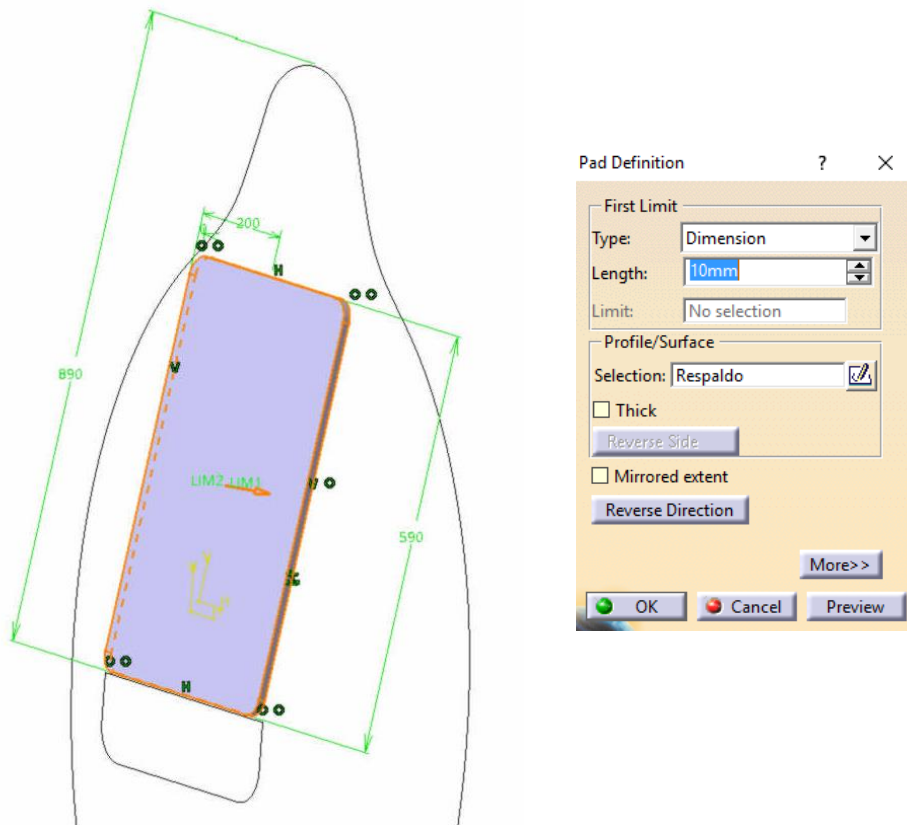 890
200
H
V
LIM2 LIM1
V
590
H
Pad Definition ? ×
First Limit
Type: Dimension
Length: 10mm
Limit: No selection
Profile/Surface
Selection: Respaldo
Thick
Reverse Side
Mirrored extent
Reverse Direction
More>>
OK Cancel Preview